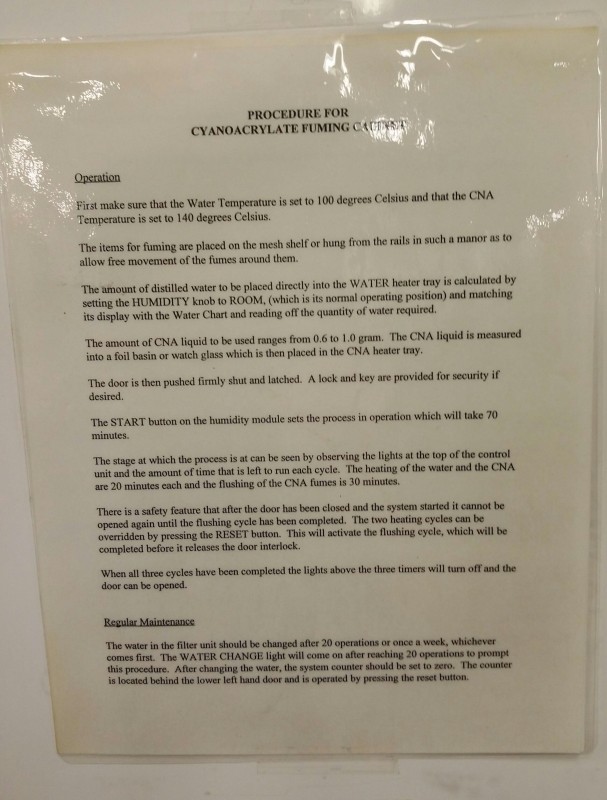 PROCEDURE FOR
CYANOACRYLATE FUMING CABINET
Operation
First make sure that the Water Temperature is set to 100 degrees Celsius and that the CNA
Temperature is set to 140 degrees Celsius.
The items for fuming are placed on the mesh shelf or hung from the rails in such a manor as to
allow free movement of the fumes around them.
The amount of distilled water to be placed directly into the WATER heater tray is calculated by
setting the HUMIDITY knob to ROOM, (which is its normal operating position) and matching
its display with the Water Chart and reading off the quantity of water required.
The amount of CNA liquid to be used ranges from 0.6 to 1.0 gram. The CNA liquid is measured
into a foil basin or watch glass which is then placed in the CNA heater tray.
The door is then pushed firmly shut and latched. A lock and key are provided for security if
desired.
The START button on the humidity module sets the process in operation which will take 70
minutes.
The stage at which the process is at can be seen by observing the lights at the top of the control
unit and the amount of time that is left to run each cycle. The heating of the water and the CNA
are 20 minutes each and the flushing of the CNA fumes is 30 minutes.
There is a safety feature that after the door has been closed and the system started it cannot be
opened again until the flushing cycle has been completed. The two heating cycles can be
overridden by pressing the RESET button. This will activate the flushing cycle, which will be
completed before it releases the door interlock.
When all three cycles have been completed the lights above the three timers will turn off and the
door can be opened.
Regular Maintenance
The water in the filter unit should be changed after 20 operations or once a week, whichever
comes first. The WATER CHANGE light will come on after reaching 20 operations to prompt
this procedure. After changing the water, the system counter should be set to zero. The counter
is located behind the lower left hand door and is operated by pressing the reset button.